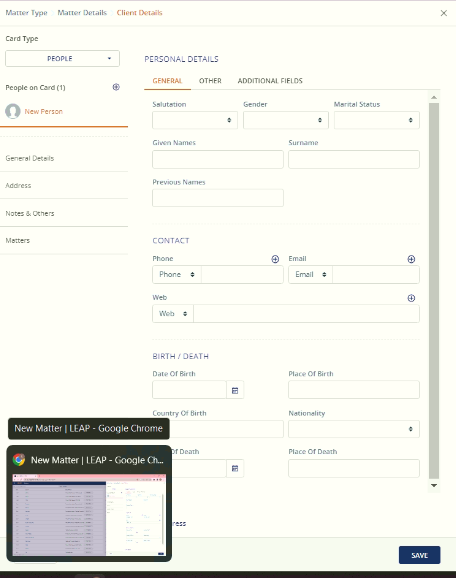 Matter Type Matter Details Client Details
Card Type
PEOPLE
People on Card (1)
New Person
General Details
Address
Notes & Others
Matters
PERSONAL DETAILS
GENERAL OTHER ADDITIONAL FIELDS
Salutation Gender Marital Status
Given Names Surname
Previous Names
CONTACT
Phone Email
Phone Email
Web
Web
BIRTH / DEATH
Date Of Birth Place Of Birth
Country Of Birth Nationality
Of Death Place Of Death
New Matter | LEAP - Google Chrome
New Matter | LEAP - Google Ch...
SAVE